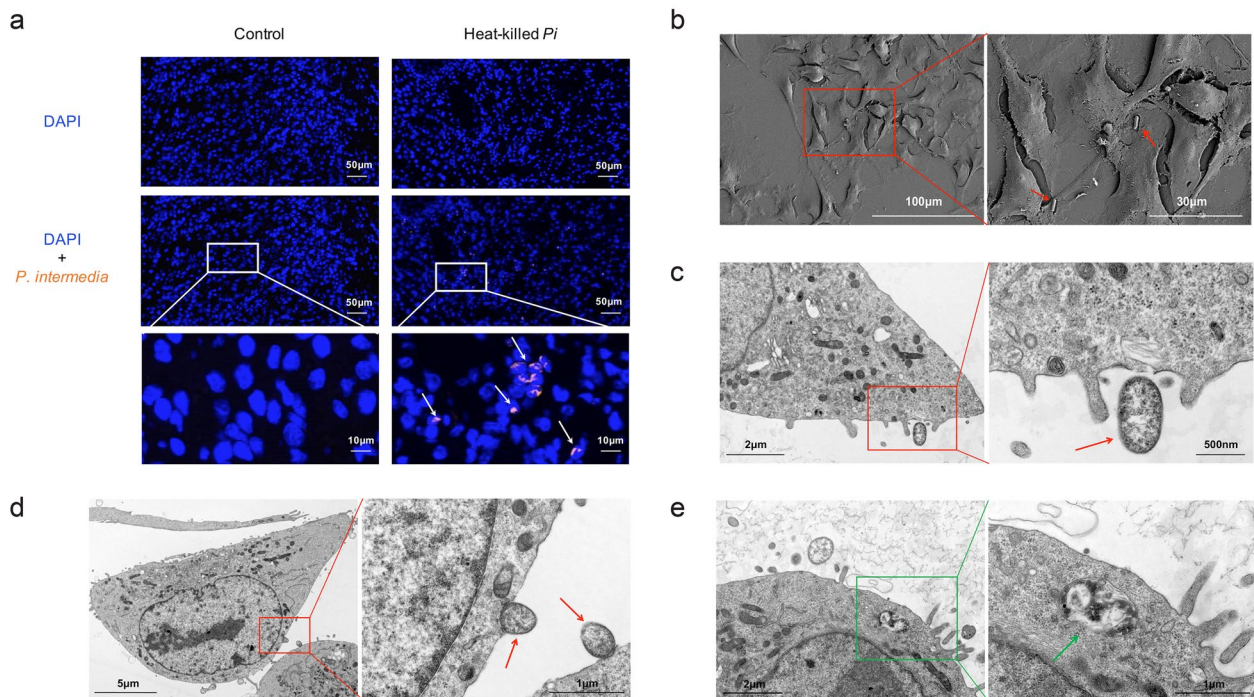 a
Control
Heat-killed Pi
DAPI
50μm
50μm
DAPI
+
P. intermedia
50μm
50μm
10μm
10μm
b
100μm
30μm
c
2μm
500nm
d
5μm
1μm
e
2μm
1μm